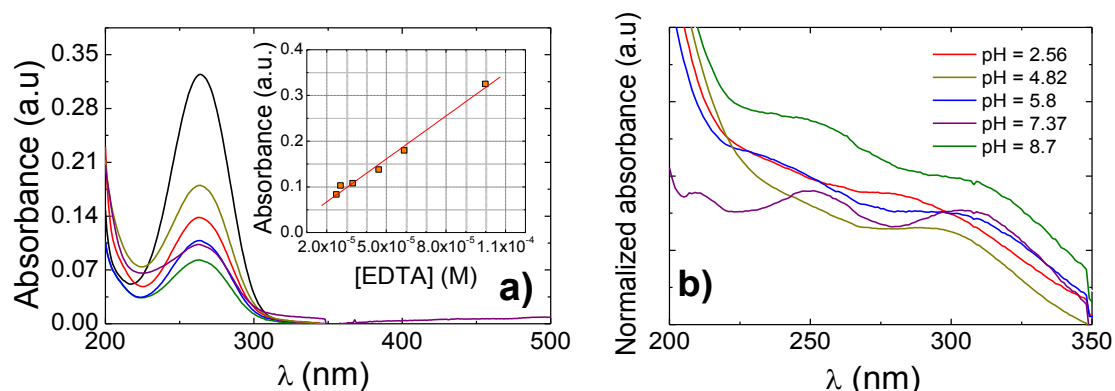 0.35
0.28
0.21
0.14
0.07
0.00
Absorbance (a.u)
200
300
400
500
λ (nm)
0.4
0.3
0.2
0.1
0.0
Absorbance (a.u.)
2.0x10⁻⁵
5.0x10⁻⁵
8.0x10⁻⁵
1.1x10⁻⁴
[EDTA] (M)
a)
Normalized absorbance (a.u)
pH = 2.56
pH = 4.82
pH = 5.8
pH = 7.37
pH = 8.7
b)
200
250
300
350
λ (nm)